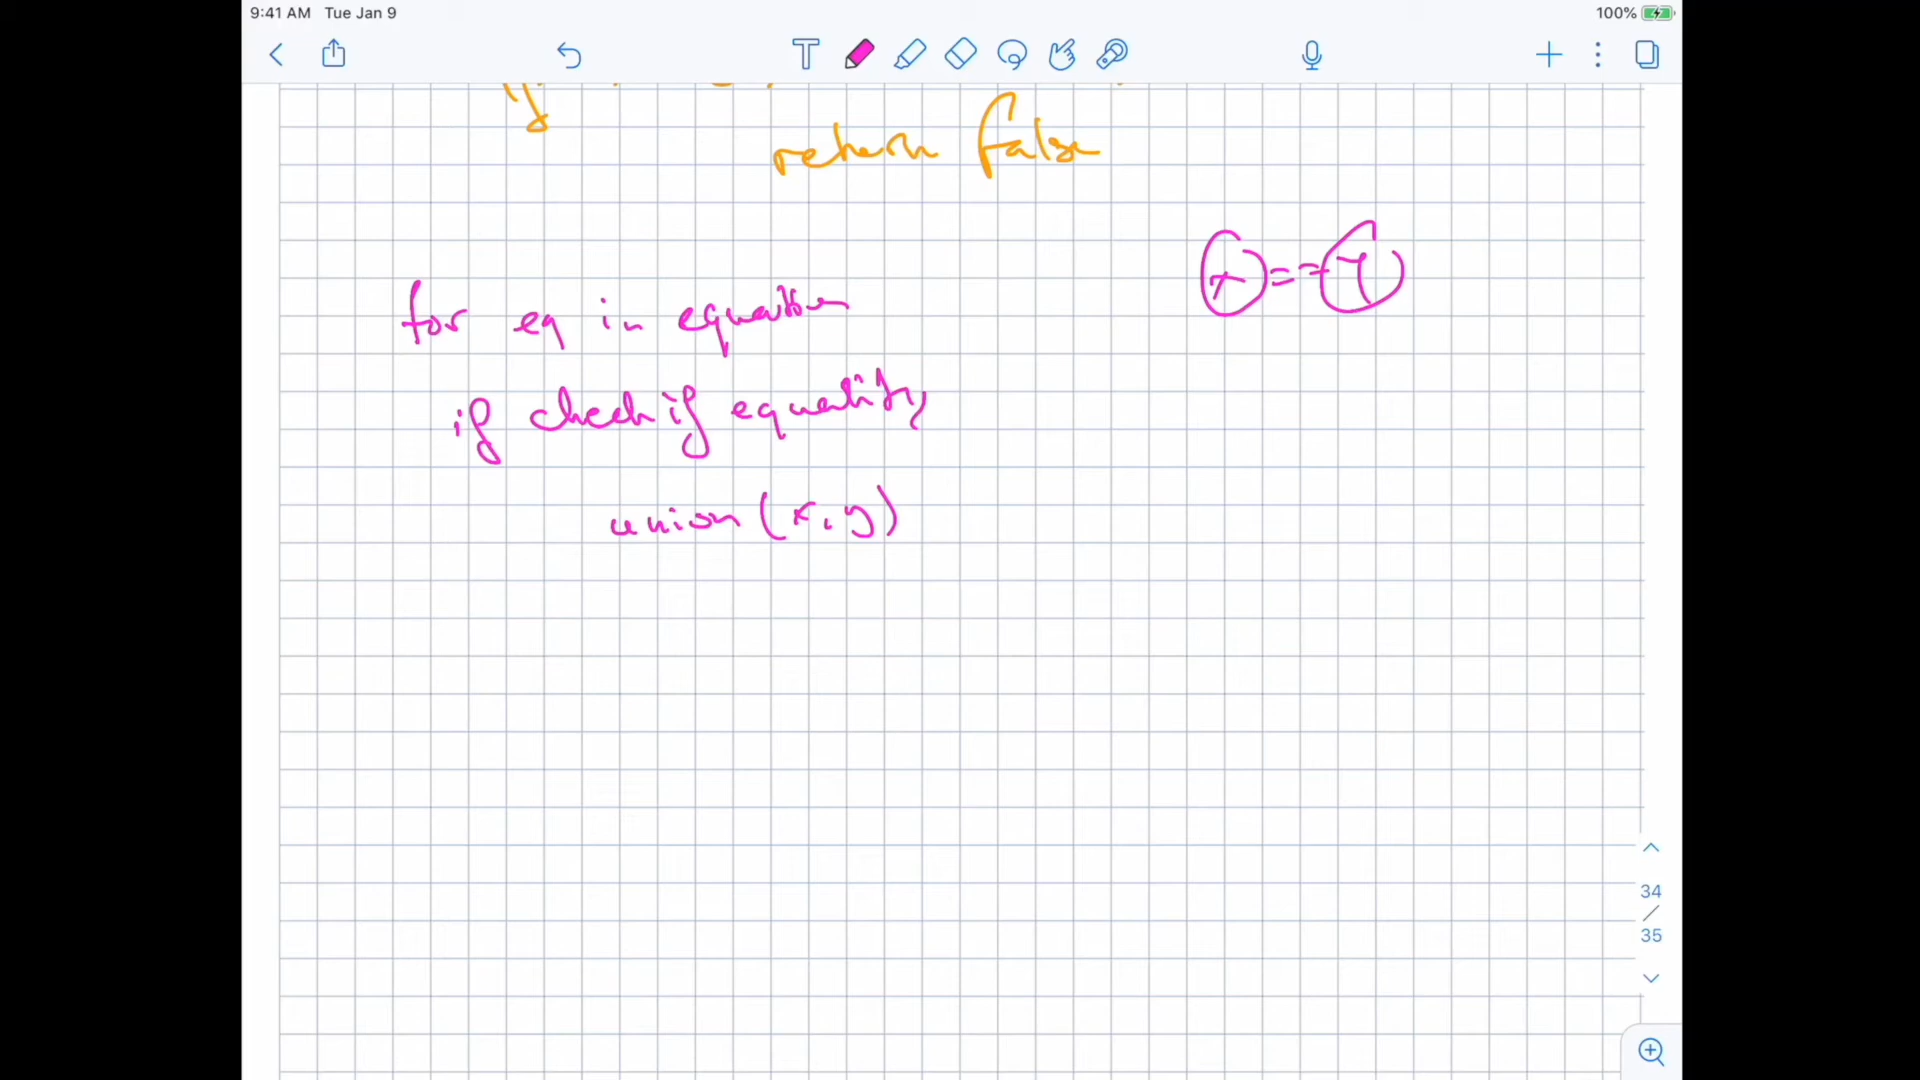 9:41 AM Tue Jan 9
100%
return false
x == y
for eq in equation
if check if equality
union (x, y)
34
35